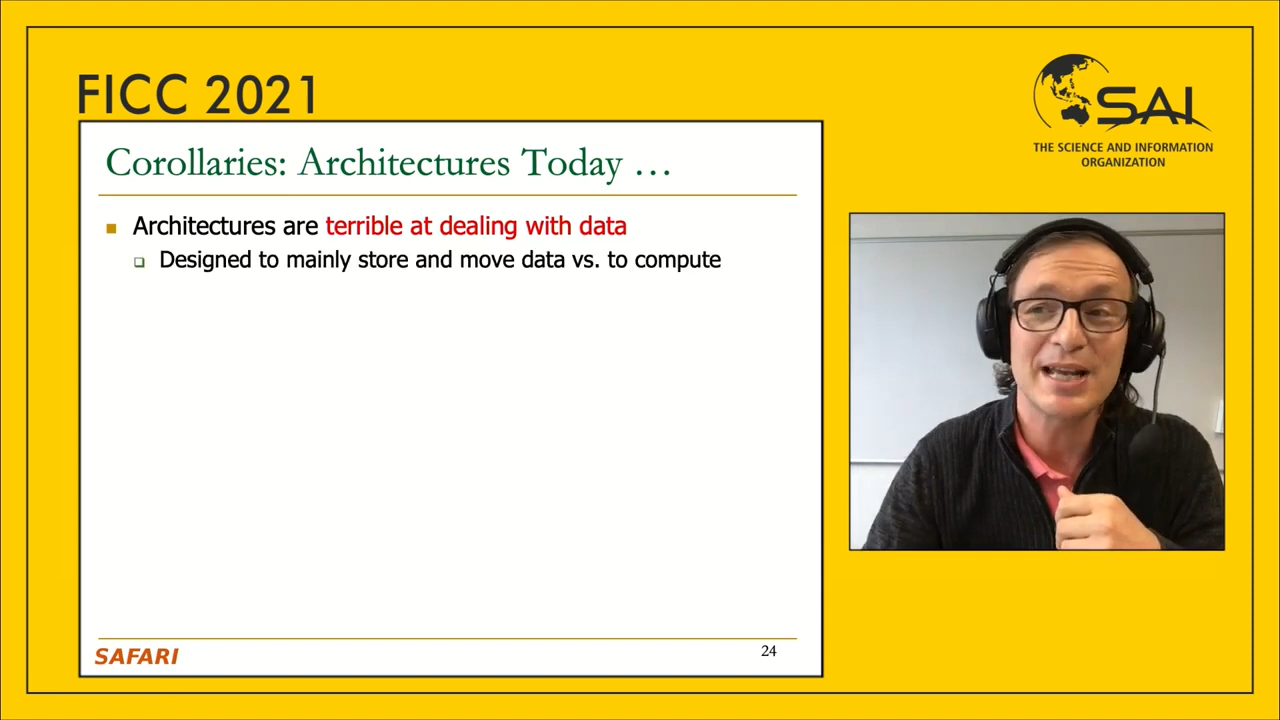 FICC 2021
SAI
THE SCIENCE AND INFORMATION
ORGANIZATION
Corollaries: Architectures Today …
Architectures are terrible at dealing with data
Designed to mainly store and move data vs. to compute
SAFARI
24